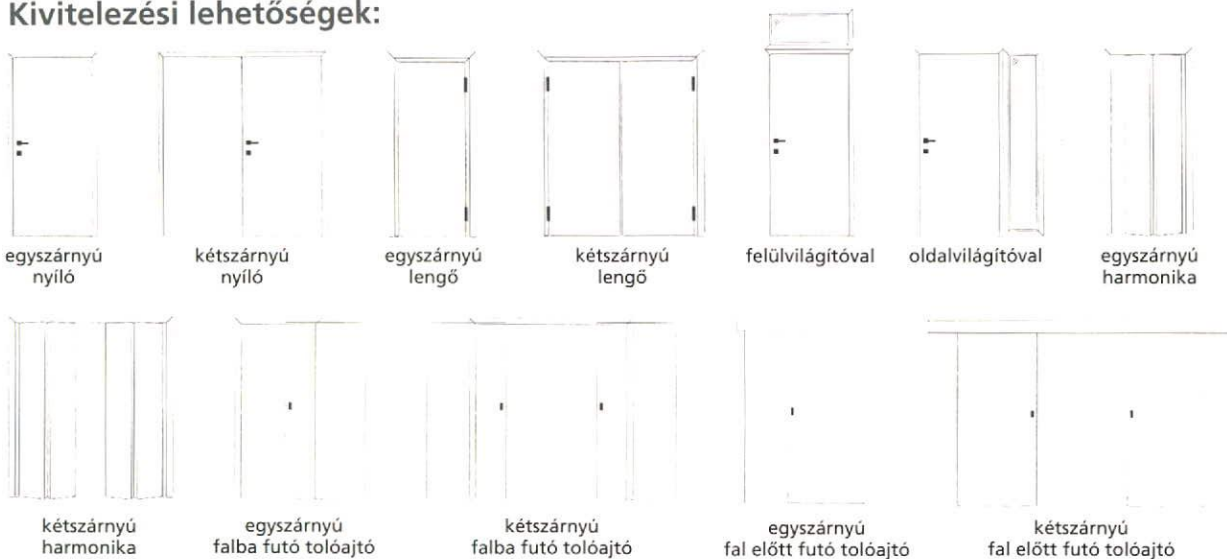 Kivitelezési lehetőségek:
egyszárnyú
nyíló
kétszárnyú
nyíló
egyszárnyú
lengő
kétszárnyú
lengő
felülvilágítóval
oldalvilágítóval
egyszárnyú
harmonika
kétszárnyú
harmonika
egyszárnyú
falba futó tolóajtó
kétszárnyú
falba futó tolóajtó
egyszárnyú
fal előtt futó tolóajtó
kétszárnyú
fal előtt futó tolóajtó